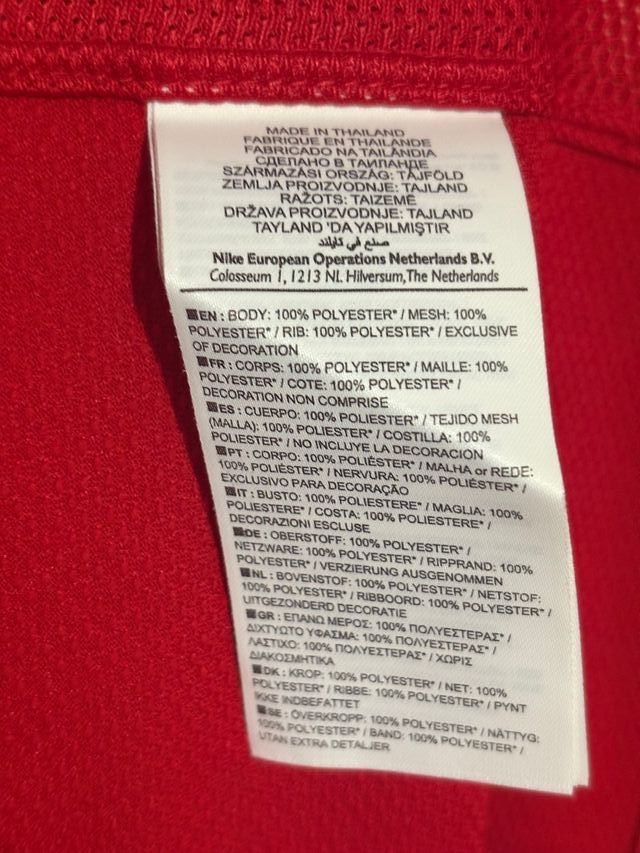 MADE IN THAILAND
FABRIQUE EN THAILANDE
FABRICADO NA TAILÂNDIA
СДЕЛАНО В ТАИЛАНДЕ
SZÁRMAZÁSI ORSZÁG: TÁJFÖLD
ZEMLJA PROIZVODNJE: TAJLAND
RAŽOTS: TAIZEMĒ
DRŽAVA PROIZVODNJE: TAJLAND
TAYLAND 'DA YAPILMIŞTIR
صنع في تايلند
Nike European Operations Netherlands B.V.
Colosseum 1, 1213 NL Hilversum, The Netherlands
EN : BODY: 100% POLYESTER* / MESH: 100%
POLYESTER* / RIB: 100% POLYESTER* / EXCLUSIVE
OF DECORATION
FR : CORPS: 100% POLYESTER* / MAILLE: 100%
POLYESTER* / COTE: 100% POLYESTER* /
DECORATION NON COMPRISE
ES : CUERPO: 100% POLIESTER* / TEJIDO MESH
(MALLA): 100% POLIESTER* / COSTILLA: 100%
POLIESTER* / NO INCLUYE LA DECORACION
PT : CORPO: 100% POLIÉSTER* / MALHA or REDE:
100% POLIÉSTER* / NERVURA: 100% POLIÉSTER* /
EXCLUSIVO PARA DECORAÇÃO
IT : BUSTO: 100% POLIESTERE* / MAGLIA: 100%
POLIESTERE* / COSTA: 100% POLIESTERE* /
DECORAZIONI ESCLUSE
DE : OBERSTOFF: 100% POLYESTER* /
NETZWARE: 100% POLYESTER* / RIPPRAND: 100%
POLYESTER* / VERZIERUNG AUSGENOMMEN
NL : BOVENSTOF: 100% POLYESTER* / NETSTOF:
100% POLYESTER* / RIBBOORD: 100% POLYESTER* /
UITGEZONDERD DECORATIE
GR : ΕΠΑΝΩ ΜΕΡΟΣ: 100% ΠΟΛΥΕΣΤΕΡΑΣ* /
ΔΙΧΤΥΩΤΟ ΥΦΑΣΜΑ: 100% ΠΟΛΥΕΣΤΕΡΑΣ* /
ΛΑΣΤΙΧΟ: 100% ΠΟΛΥΕΣΤΕΡΑΣ* / ΧΩΡΙΣ
ΔΙΑΚΟΣΜΗΤΙΚΑ
DK : KROP: 100% POLYESTER* / NET: 100%
POLYESTER* / RIBBE: 100% POLYESTER* / PYNT
IKKE INDBEFATTET
SE : ÖVERKROPP: 100% POLYESTER* / NÄTTYG:
100% POLYESTER* / BAND: 100% POLYESTER* /
UTAN EXTRA DETALJER